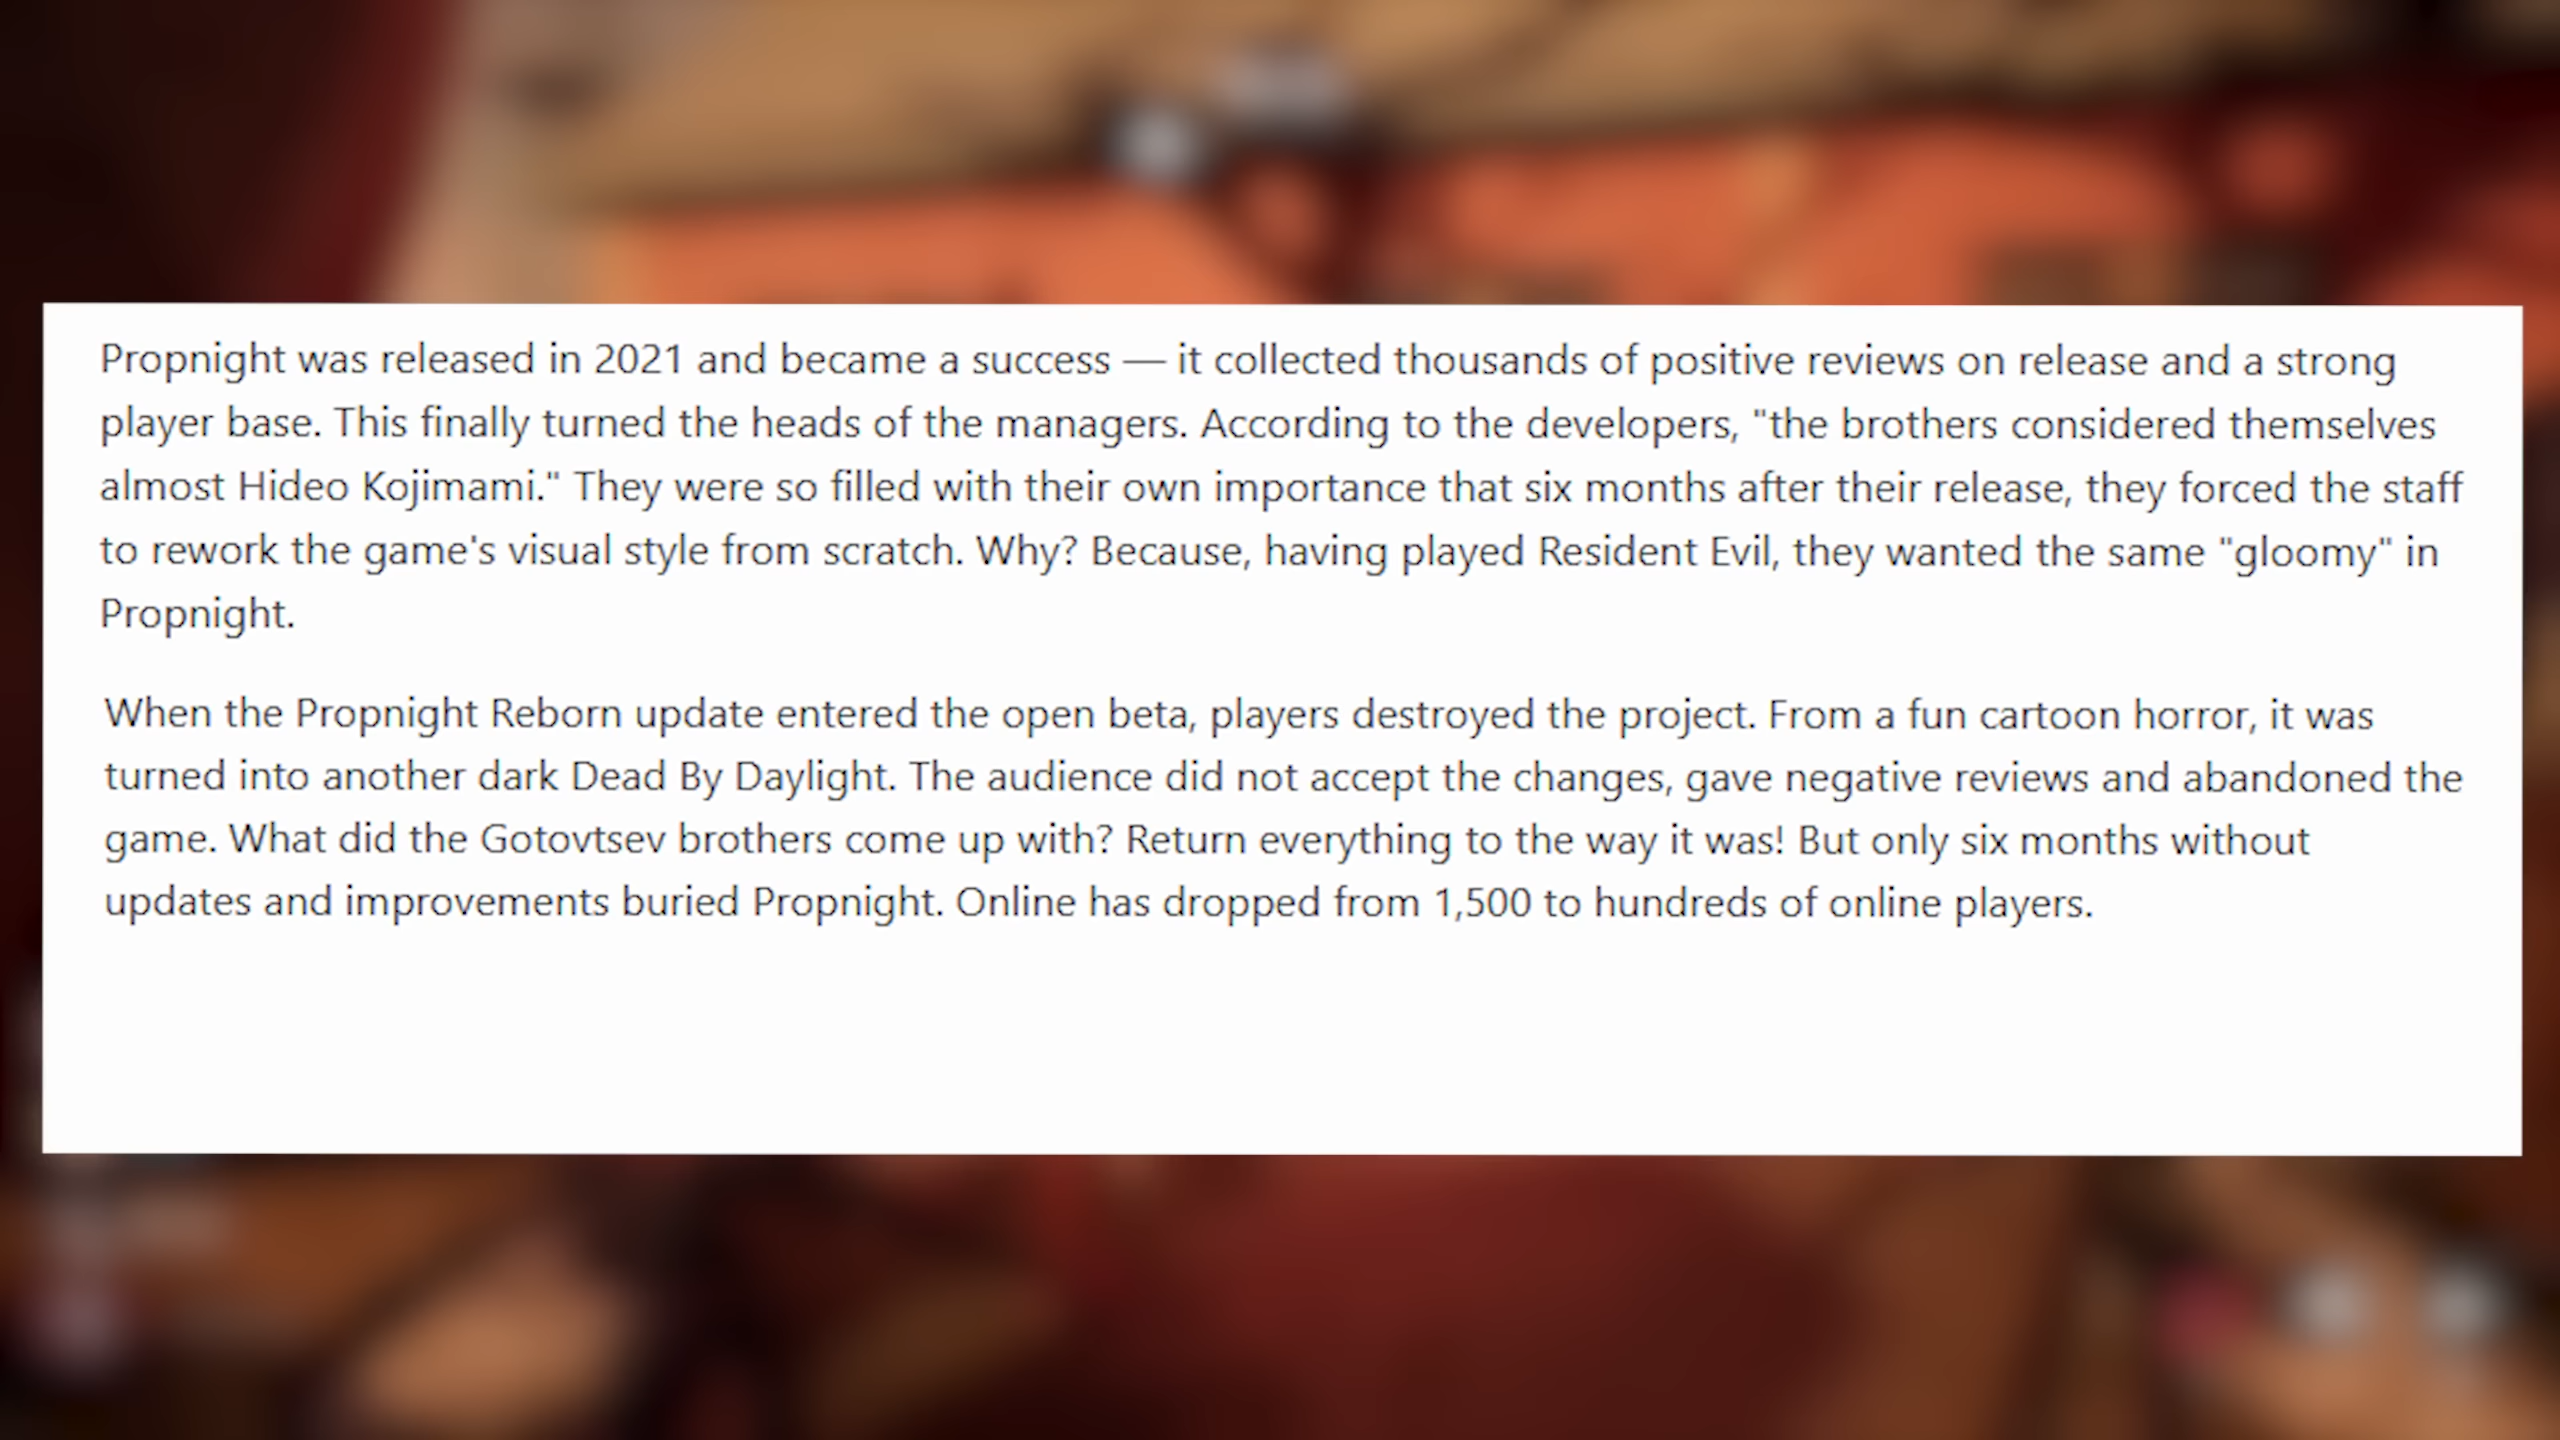 Propnight was released in 2021 and became a success — it collected thousands of positive reviews on release and a strong
player base. This finally turned the heads of the managers. According to the developers, "the brothers considered themselves
almost Hideo Kojimami." They were so filled with their own importance that six months after their release, they forced the staff
to rework the game's visual style from scratch. Why? Because, having played Resident Evil, they wanted the same "gloomy" in
Propnight.
When the Propnight Reborn update entered the open beta, players destroyed the project. From a fun cartoon horror, it was
turned into another dark Dead By Daylight. The audience did not accept the changes, gave negative reviews and abandoned the
game. What did the Gotovtsev brothers come up with? Return everything to the way it was! But only six months without
updates and improvements buried Propnight. Online has dropped from 1,500 to hundreds of online players.